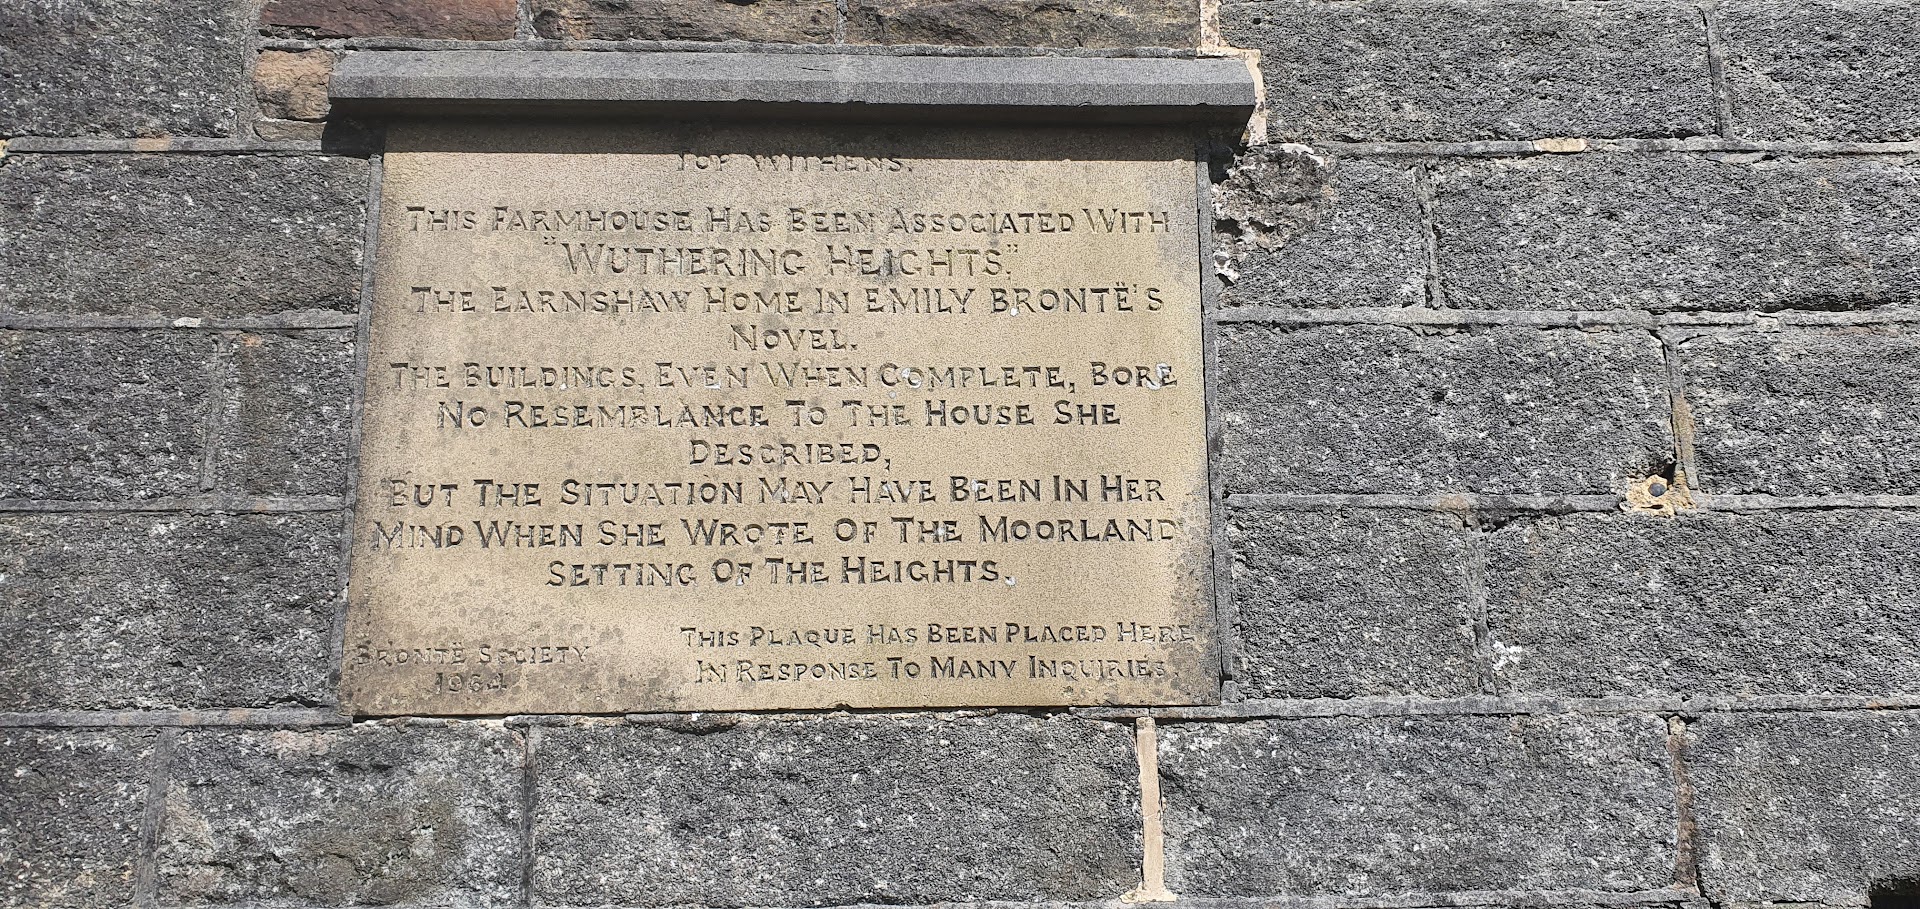 TOP WITHENS.
THIS FARMHOUSE HAS BEEN ASSOCIATED WITH
"WUTHERING HEIGHTS."
THE EARNSHAW HOME IN EMILY BRONTË'S
NOVEL.
THE BUILDINGS, EVEN WHEN COMPLETE, BORE
NO RESEMBLANCE TO THE HOUSE SHE
DESCRIBED,
BUT THE SITUATION MAY HAVE BEEN IN HER
MIND WHEN SHE WROTE OF THE MOORLAND
SETTING OF THE HEIGHTS.
BRONTË SOCIETY
1964.
THIS PLAQUE HAS BEEN PLACED HERE
IN RESPONSE TO MANY INQUIRIES.